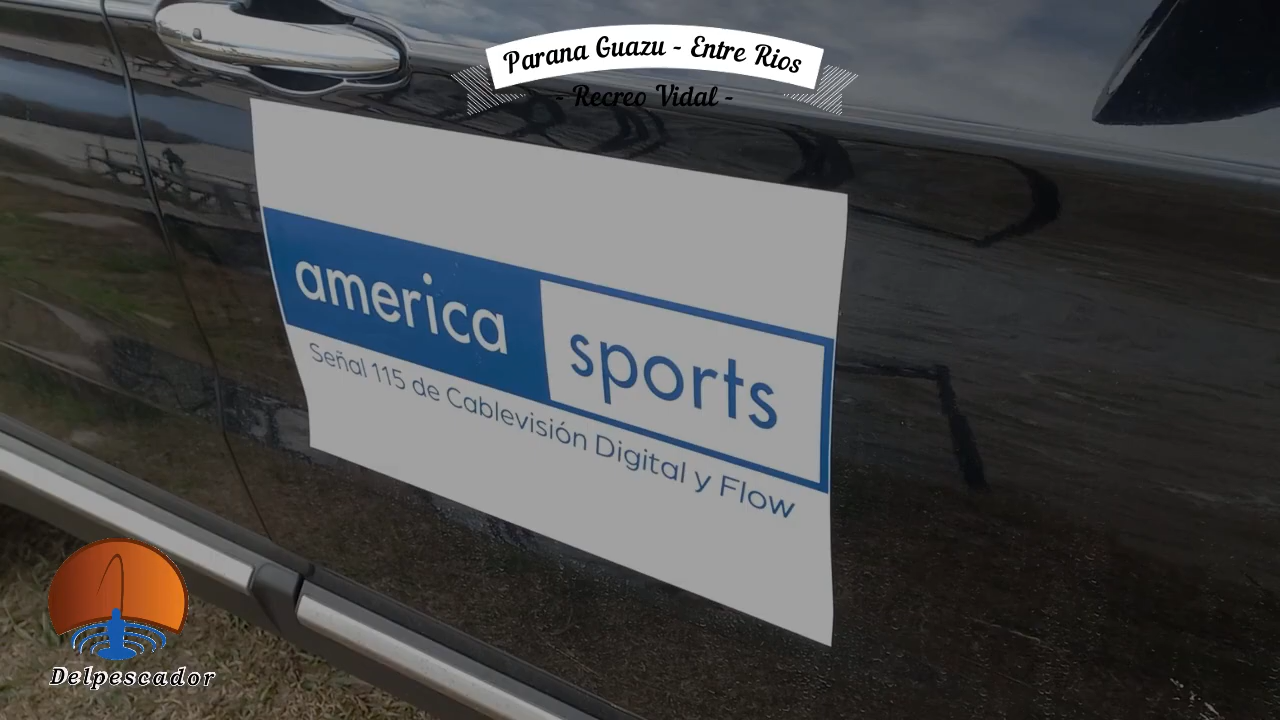 Parana Guazu - Entre Rios
- Recreo Vidal -
america sports
Señal 115 de Cablevisión Digital y Flow
Delpescador